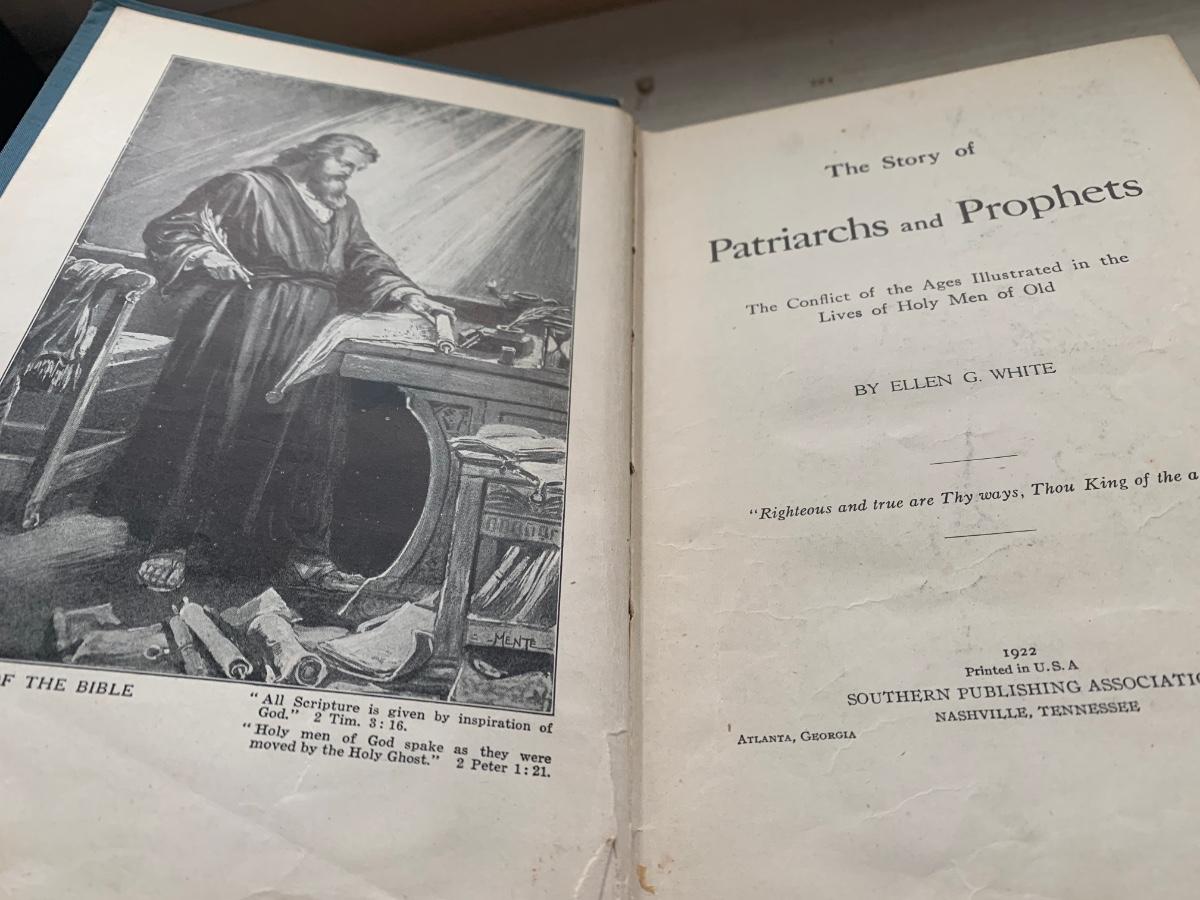 MENTE
OF THE BIBLE
"All Scripture is given by inspiration of
God." 2 Tim. 3:16.
"Holy men of God spake as they were
moved by the Holy Ghost." 2 Peter 1:21.
The Story of
Patriarchs and Prophets
The Conflict of the Ages Illustrated in the
Lives of Holy Men of Old
BY ELLEN G. WHITE
"Righteous and true are Thy ways, Thou King of the a
1922
Printed in U.S.A
SOUTHERN PUBLISHING ASSOCIATIO
NASHVILLE, TENNESSEE
ATLANTA, GEORGIA